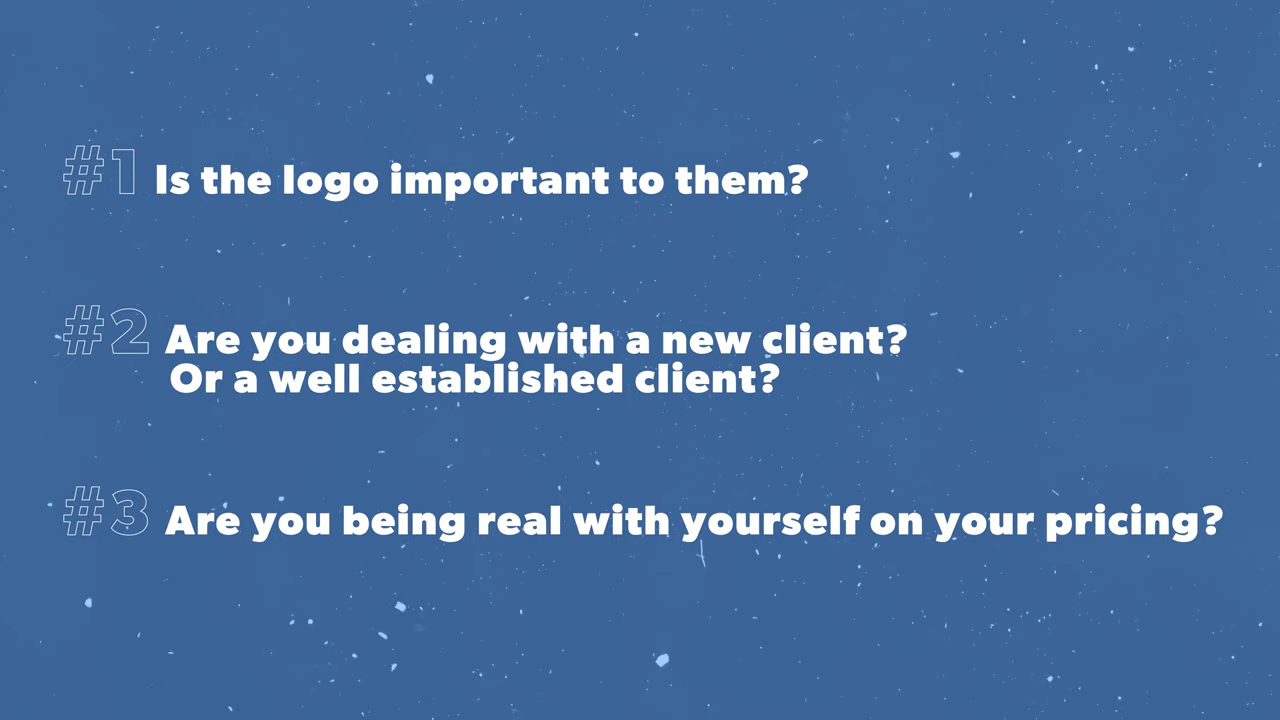 #1 Is the logo important to them?
#2 Are you dealing with a new client?
Or a well established client?
#3 Are you being real with yourself on your pricing?